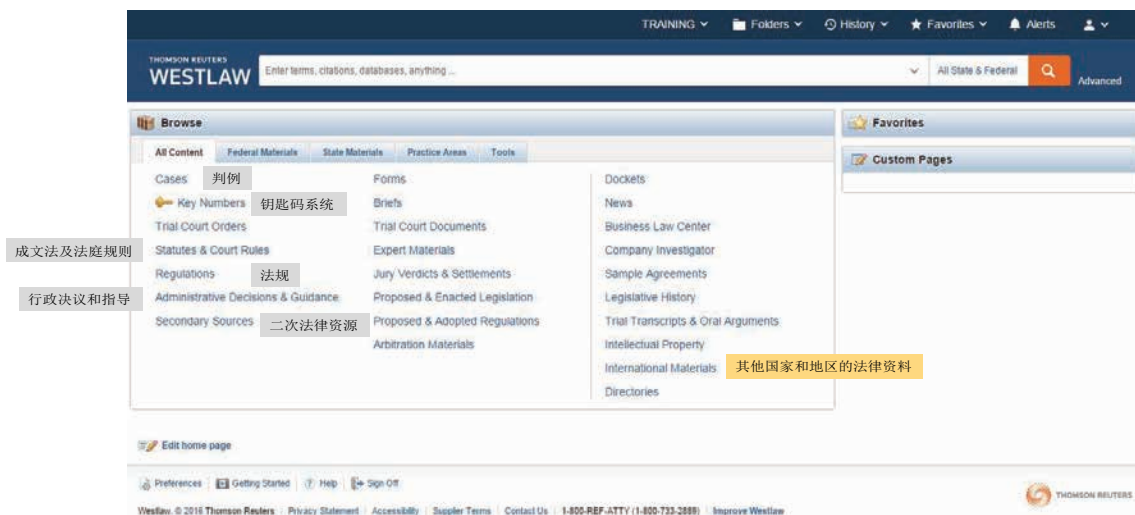 TRAINING Folders History Favorites Alerts
THOMSON REUTERS
WESTLAW
Enter terms, citations, databases, anything ...
All State & Federal
Advanced
Browse
All Content Federal Materials State Materials Practice Areas Tools
Cases 判例
Key Numbers 钥匙码系统
Trial Court Orders
成文法及法庭规则 Statutes & Court Rules
Regulations 法规
行政决议和指导 Administrative Decisions & Guidance
Secondary Sources 二次法律资源
Forms
Briefs
Trial Court Documents
Expert Materials
Jury Verdicts & Settlements
Proposed & Enacted Legislation
Proposed & Adopted Regulations
Arbitration Materials
Dockets
News
Business Law Center
Company Investigator
Sample Agreements
Legislative History
Trial Transcripts & Oral Arguments
Intellectual Property
International Materials 其他国家和地区的法律资料
Directories
Favorites
Custom Pages
Edit home page
Preferences Getting Started Help Sign Off
Westlaw. © 2016 Thomson Reuters Privacy Statement Accessibility Supplier Terms Contact Us 1-800-REF-ATTY (1-800-733-2889) Improve Westlaw
THOMSON REUTERS